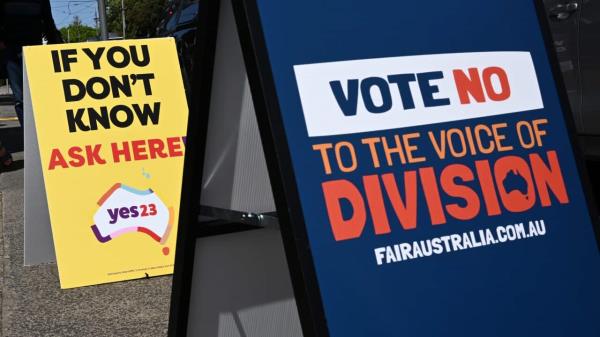 IF YOU
DON'T
KNOW
ASK HERE
yes23
VOTE NO
TO THE VOICE OF
DIVISION
FAIRAUSTRALIA.COM.AU